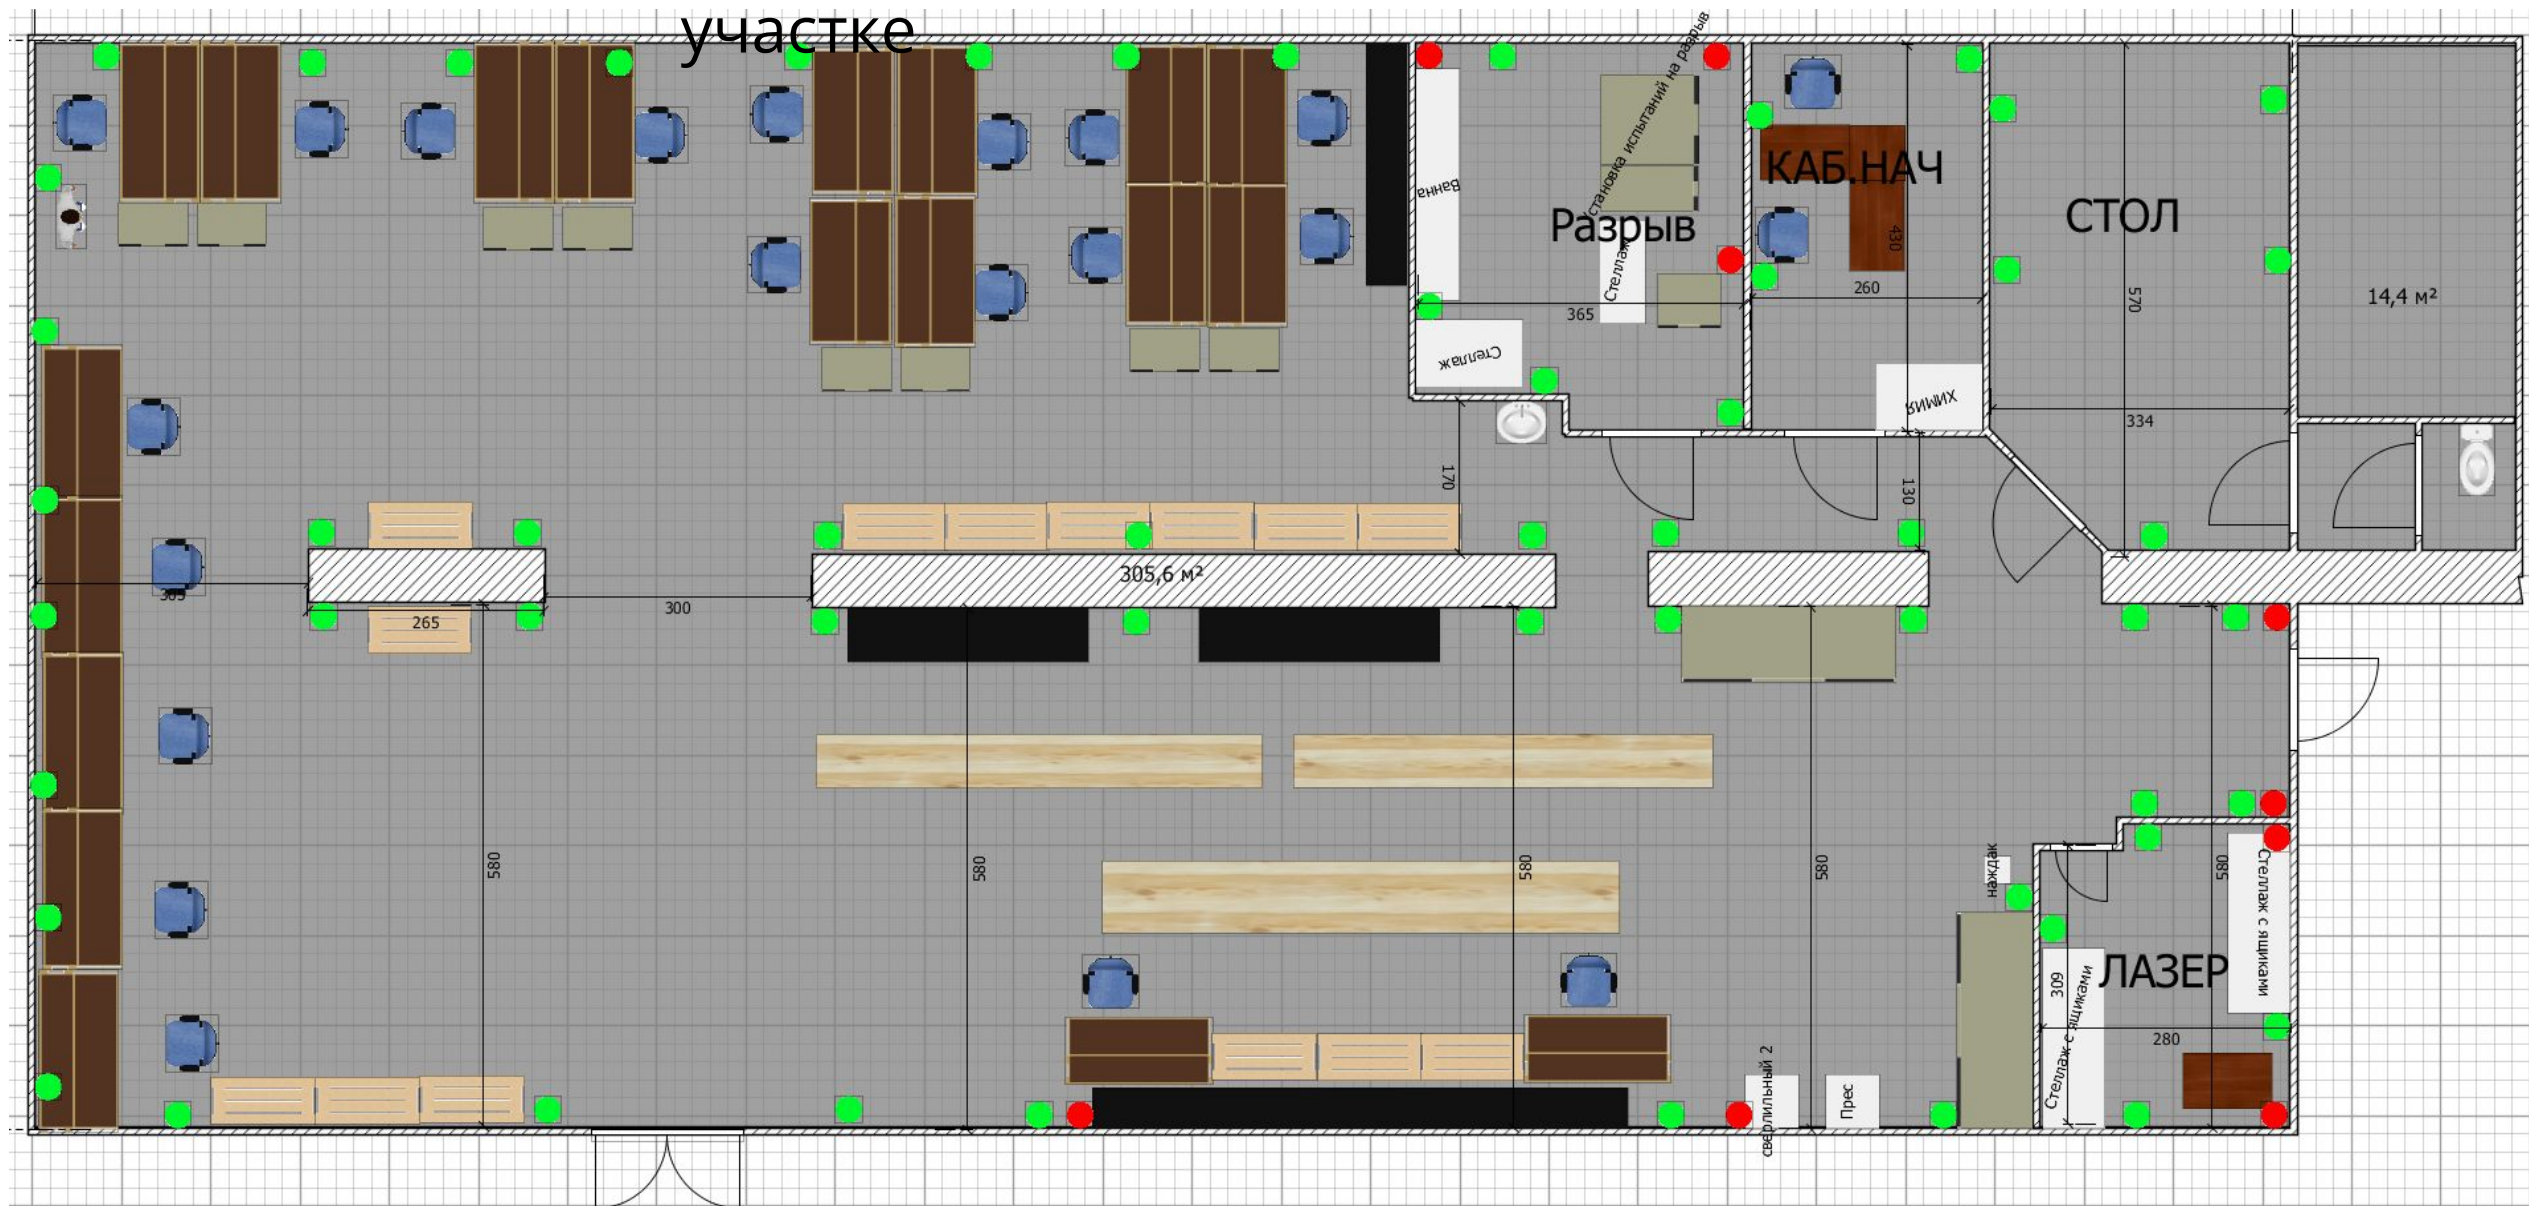 участке
Установка испытаний на разрыв
Ванна
КАБ.НАЧ
СТОЛ
Разрыв
430
Стеллаж
260
570
14,4 м²
365
Стеллаж
ХИМИЯ
334
170
130
305,6 м²
305
300
265
580
580
580
580
580
наждак
Стеллаж с ящиками
ЛАЗЕР
309
Стеллаж с ящиками
280
сверлильный 2
Прес